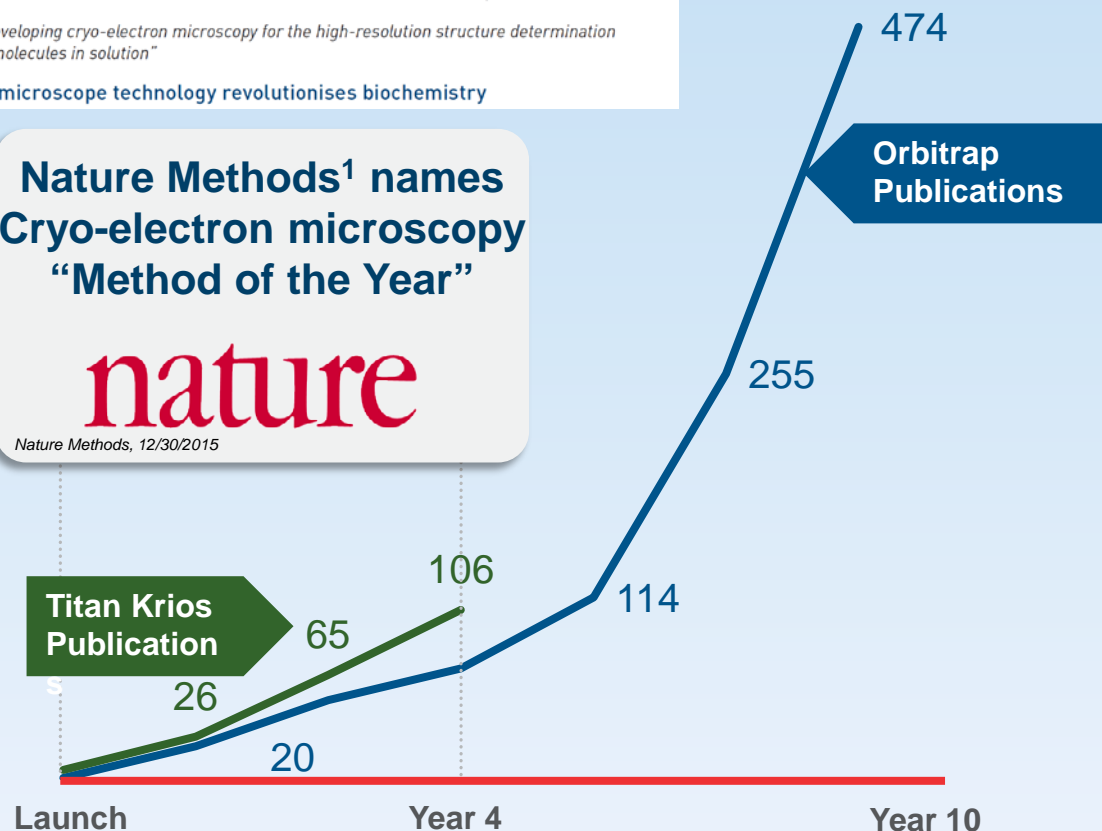 veloping cryo-electron microscopy for the high-resolution structure determination
molecules in solution"
microscope technology revolutionises biochemistry
Nature Methods¹ names
Cryo-electron microscopy
“Method of the Year”
nature
Nature Methods, 12/30/2015
474
Orbitrap
Publications
255
114
106
Titan Krios
Publication
s
65
26
20
Launch
Year 4
Year 10